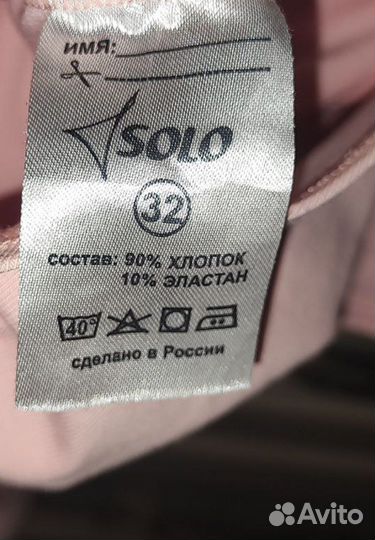 ИМЯ:
SOLO
32
состав: 90% ХЛОПОК
10% ЭЛАСТАН
40°
сделано в России
Avito